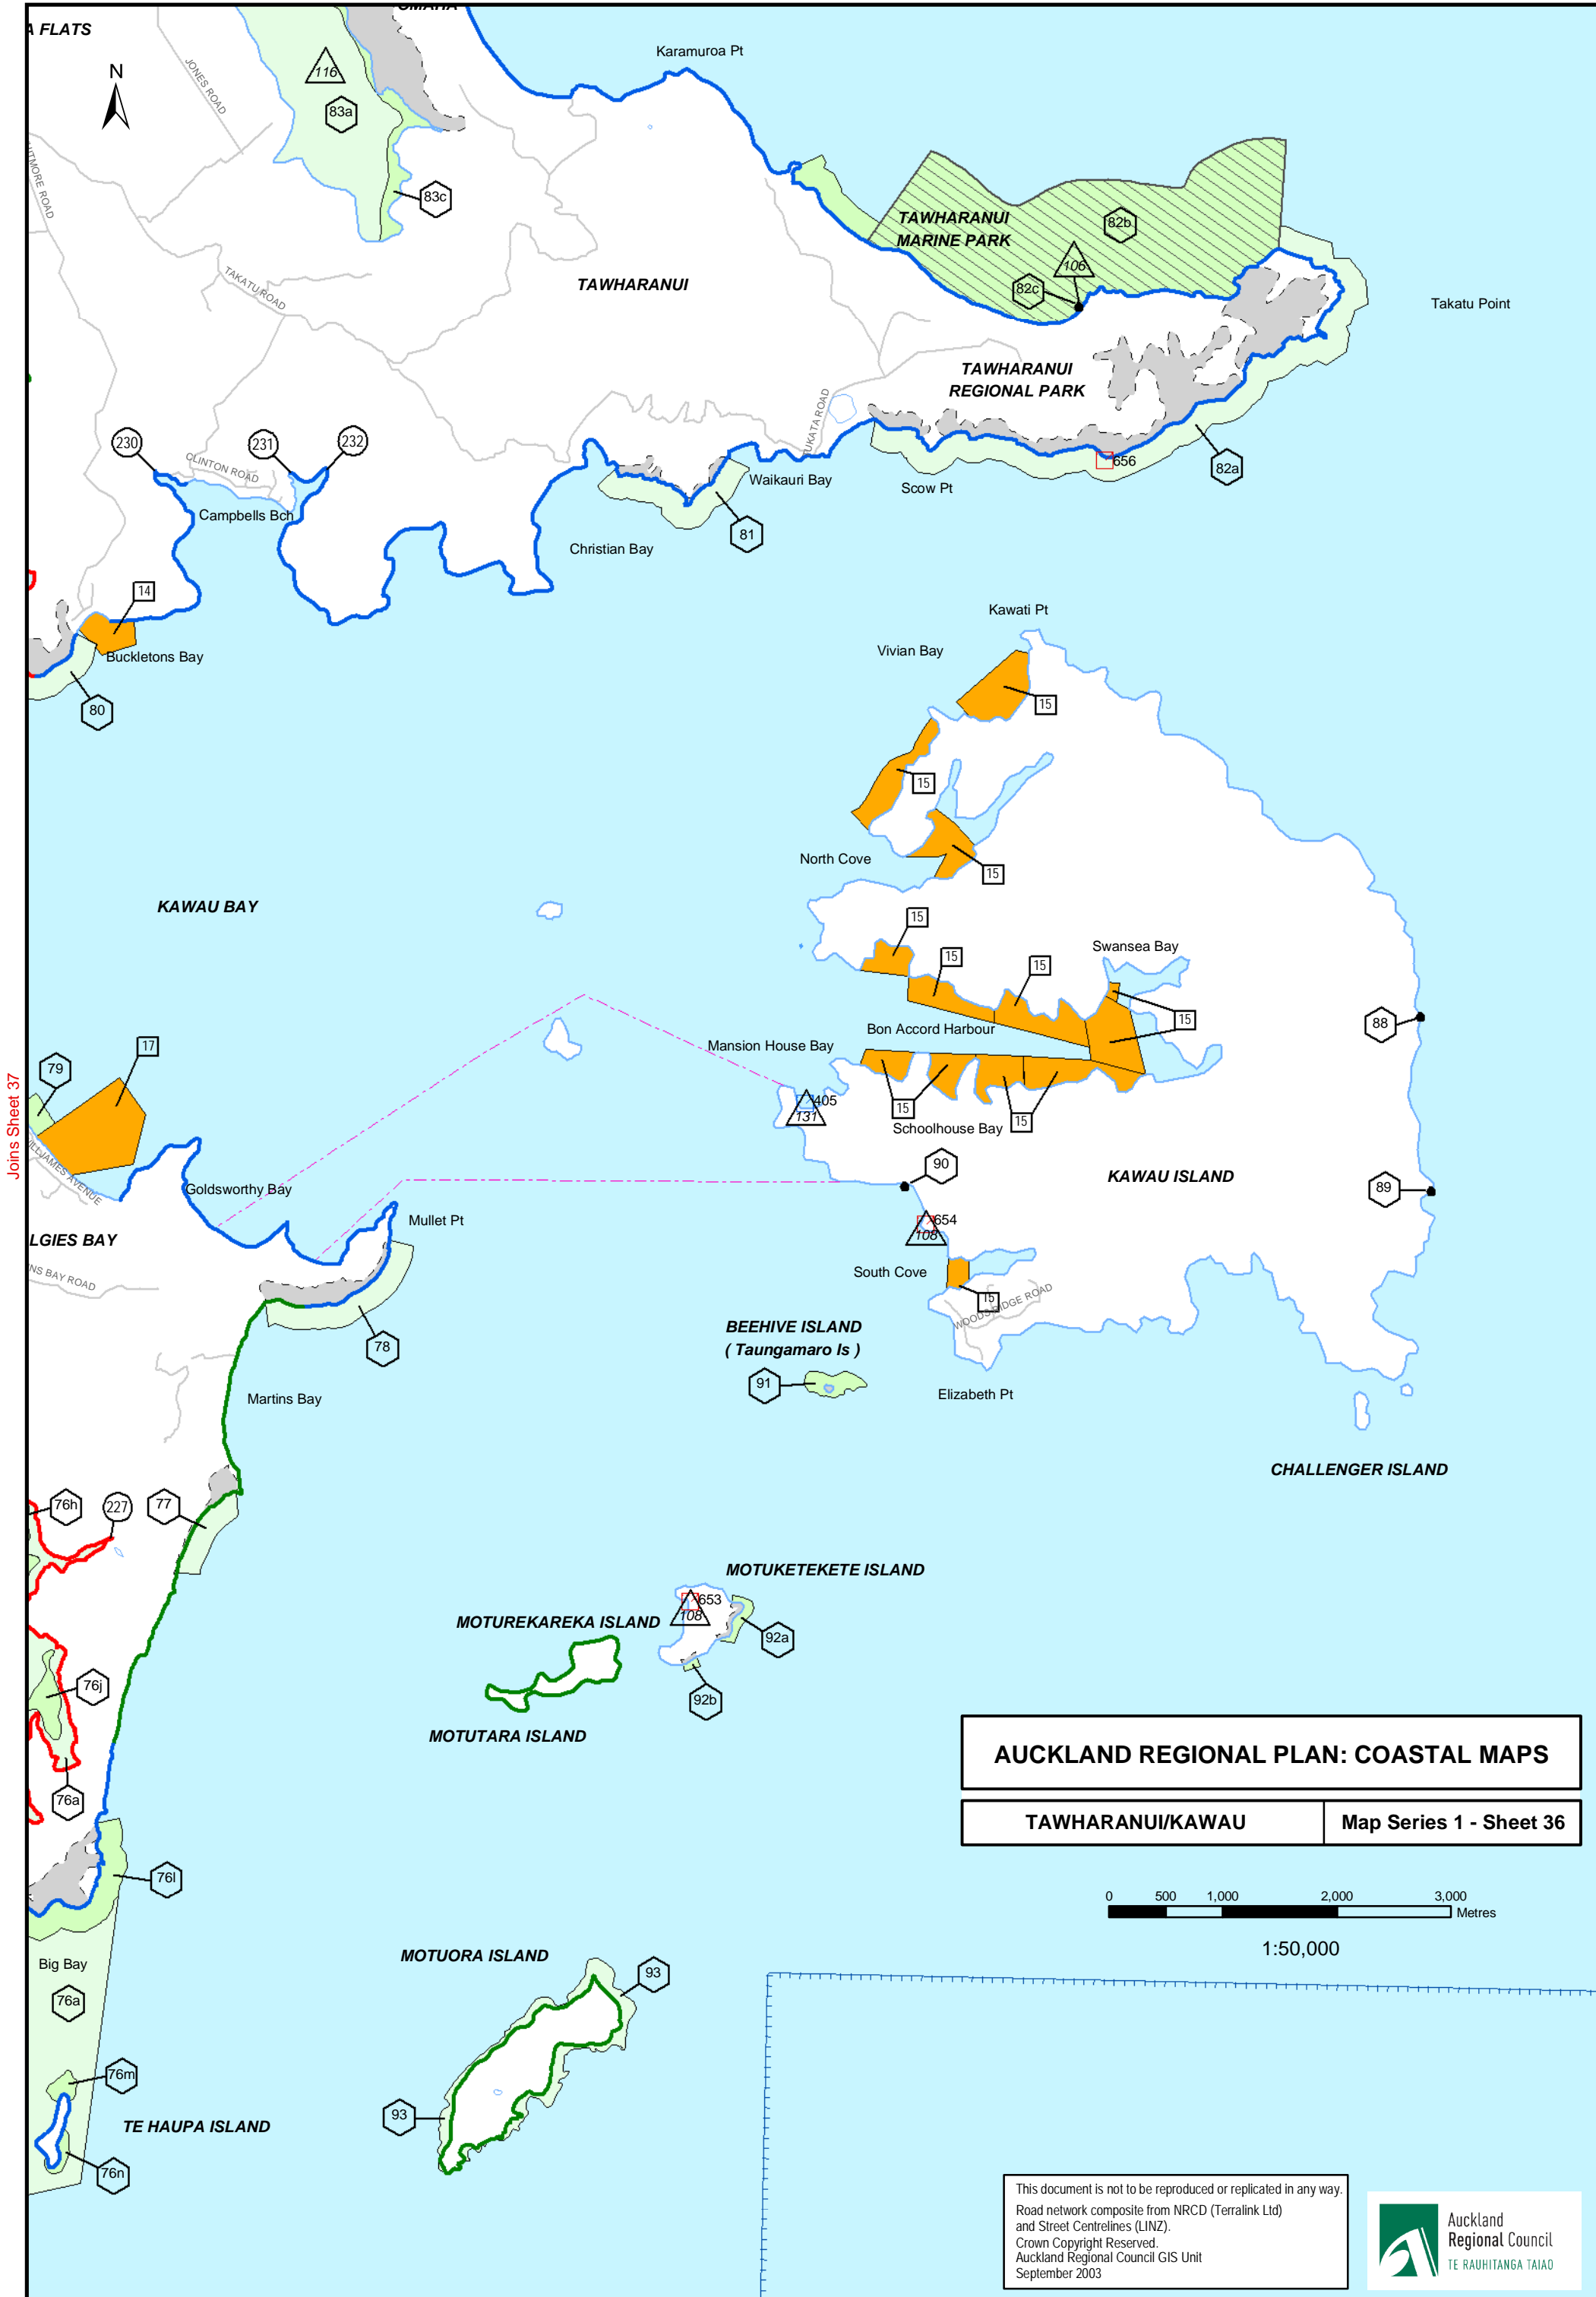 OMAHA
A FLATS
Karamuroa Pt
N
JONES ROAD
116
83a
83c
TAWHARANUI
MARINE PARK
82b
106
82c
TAKATU ROAD
TAWHARANUI
Takatu Point
TAWHARANUI
REGIONAL PARK
230
231
232
CLINTON ROAD
Campbells Bch
Waikauri Bay
656
82a
Scow Pt
81
Christian Bay
14
Buckletons Bay
80
Kawati Pt
Vivian Bay
15
15
North Cove
15
KAWAU BAY
15
15
15
Swansea Bay
15
Bon Accord Harbour
88
Mansion House Bay
17
79
Joins Sheet 37
405
131
15
15
Schoolhouse Bay
90
KAWAU ISLAND
89
Goldsworthy Bay
Mullet Pt
654
108
LGIES BAY
NS BAY ROAD
South Cove
15
WOODSRIDGE ROAD
BEEHIVE ISLAND
( Taungamaro Is )
78
91
Elizabeth Pt
Martins Bay
CHALLENGER ISLAND
76h
227
77
MOTUKETEKETE ISLAND
653
108
MOTUREKAREKA ISLAND
92a
76j
92b
MOTUTARA ISLAND
76a
AUCKLAND REGIONAL PLAN: COASTAL MAPS
TAWHARANUI/KAWAU
Map Series 1 - Sheet 36
76l
0 500 1,000 2,000 3,000
Metres
1:50,000
MOTUORA ISLAND
Big Bay
93
76a
76m
93
TE HAUPA ISLAND
76n
This document is not to be reproduced or replicated in any way.
Road network composite from NRCD (Terralink Ltd)
and Street Centrelines (LINZ).
Crown Copyright Reserved.
Auckland Regional Council GIS Unit
September 2003
Auckland
Regional Council
TE RAUHITANGA TAIAO